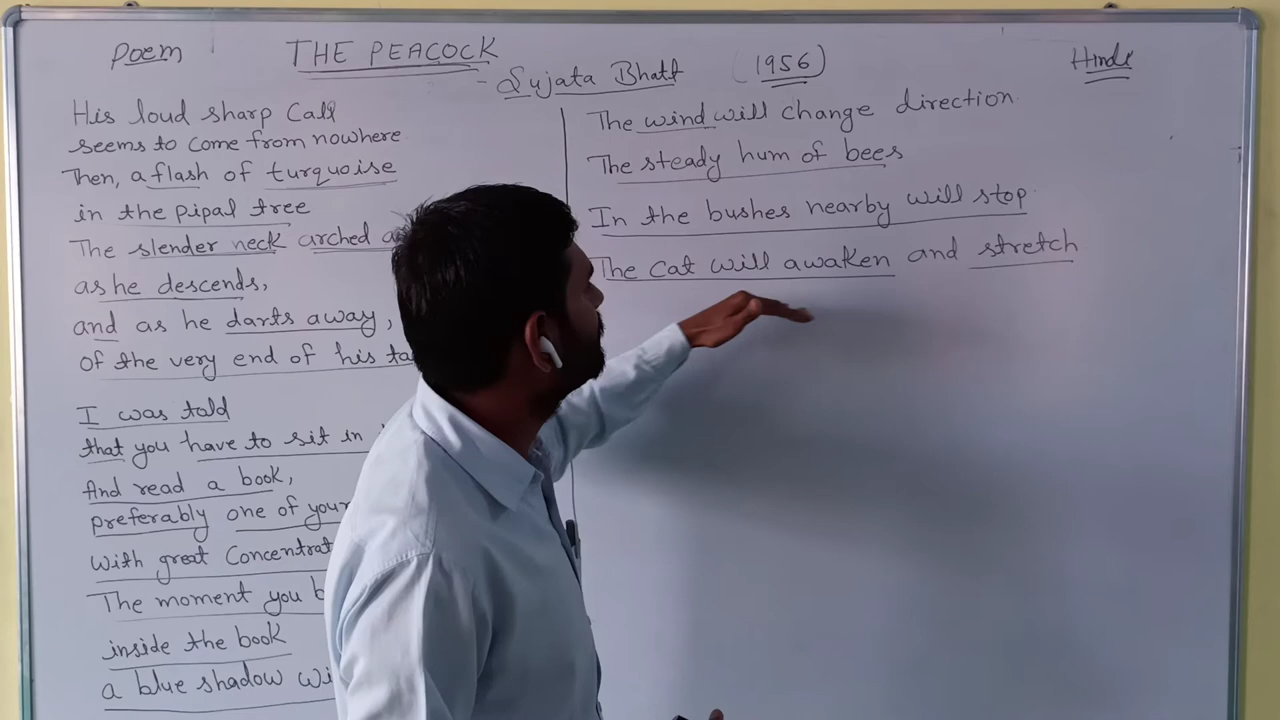 Poem THE PEACOCK
- Sujata Bhatt (1956) Hindi
His loud sharp Call
seems to come from nowhere.
Then, a flash of turquoise
in the pipal tree
The slender neck arched
as he descends,
and as he darts away,
of the very end of his
I was told
that you have to sit in
And read a book,
preferably one of your
With great
The moment you
inside the book
a blue shadow
The wind will change direction.
The steady hum of bees
In the bushes nearby will stop.
The cat will awaken and stretch